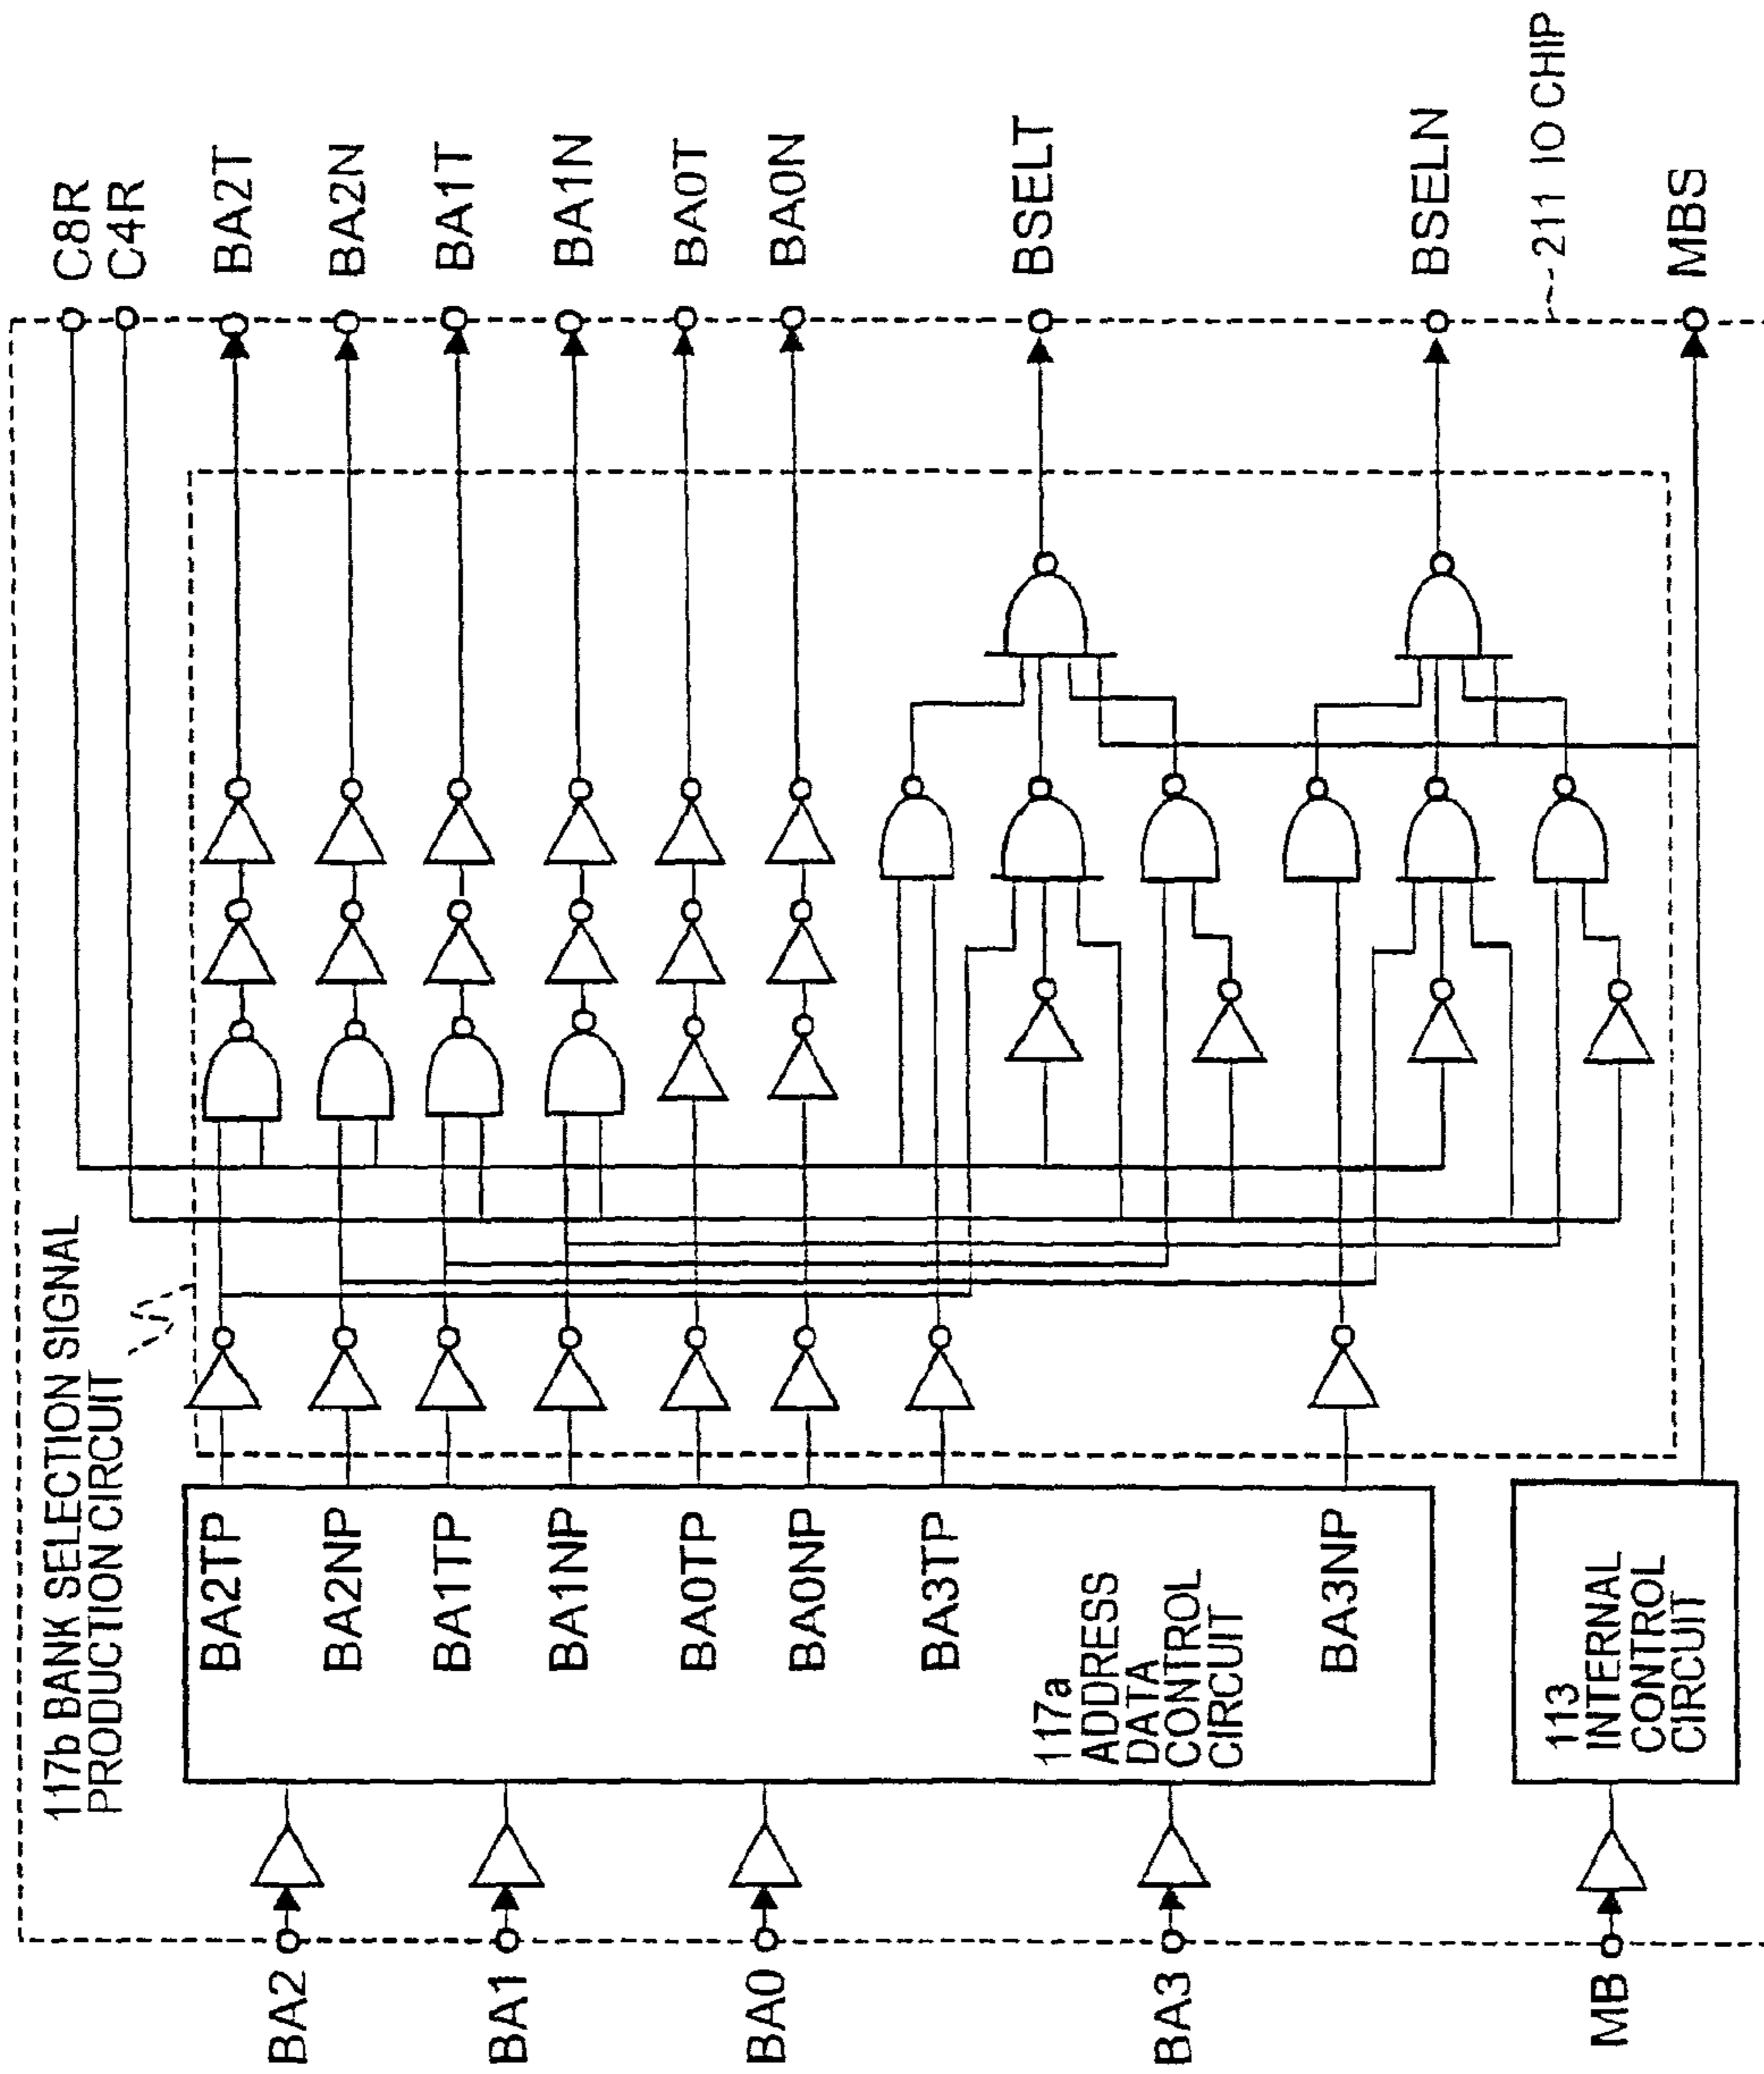 C8R
C4R
BA2T
BA2N
BA1T
BA1N
BA0T
BA0N
BSELT
BSELN
211 IO CHIP
MBS
117b BANK SELECTION SIGNAL
PRODUCTION CIRCUIT
BA2TP
BA2NP
BA1TP
BA1NP
BA0TP
BA0NP
BA3TP
BA3NP
117a
ADDRESS
DATA
CONTROL
CIRCUIT
113
INTERNAL
CONTROL
CIRCUIT
BA2
BA1
BA0
BA3
MB